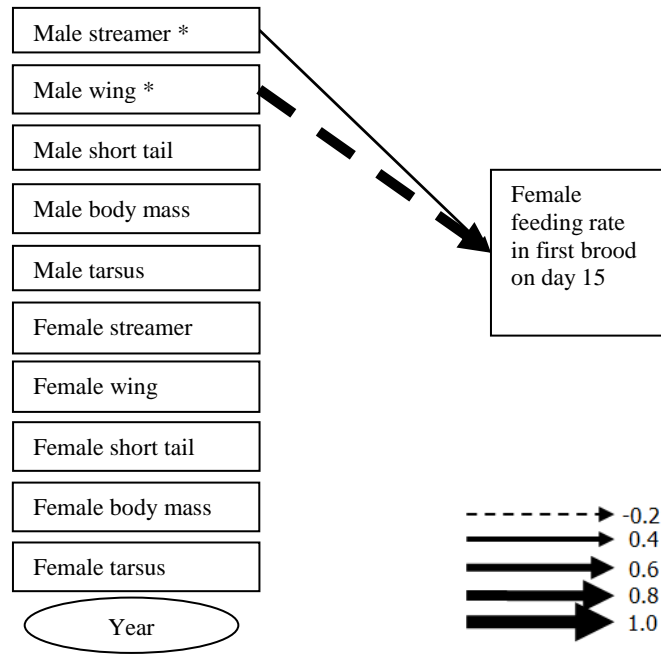 Male streamer *
Male wing *
Male short tail
Male body mass
Male tarsus
Female streamer
Female wing
Female short tail
Female body mass
Female tarsus
Year
Female
feeding rate
in first brood
on day 15
-0.2
0.4
0.6
0.8
1.0